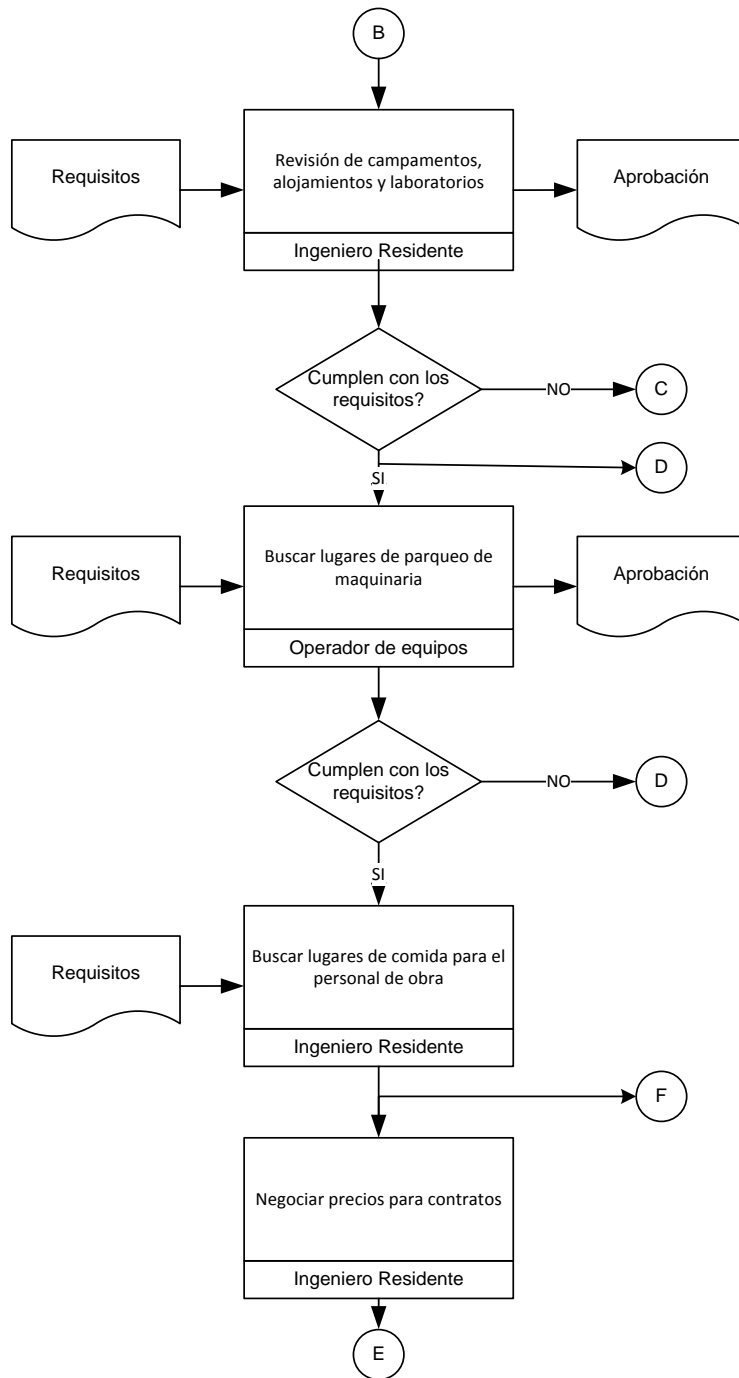 B
Requisitos
Revisión de campamentos,
alojamientos y laboratorios
Aprobación
Ingeniero Residente
Cumplen con los
requisitos?
NO
C
D
SI
Requisitos
Buscar lugares de parqueo de
maquinaria
Aprobación
Operador de equipos
Cumplen con los
requisitos?
NO
D
SI
Requisitos
Buscar lugares de comida para el
personal de obra
Ingeniero Residente
F
Negociar precios para contratos
Ingeniero Residente
E